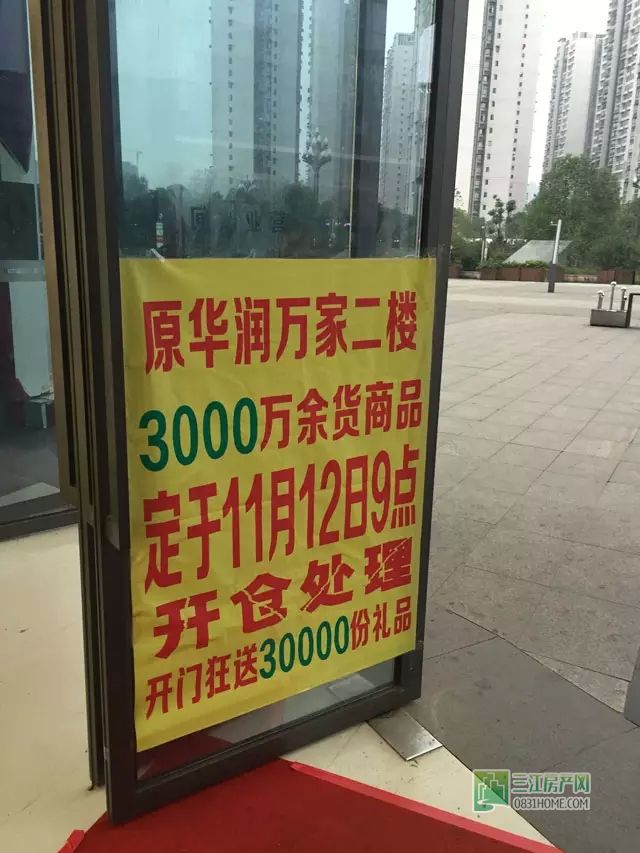 原华润万家二楼
3000万余货商品
定于11月12日9点
开仓处理
开门狂送30000份礼品
三江房产网
0831HOME.COM